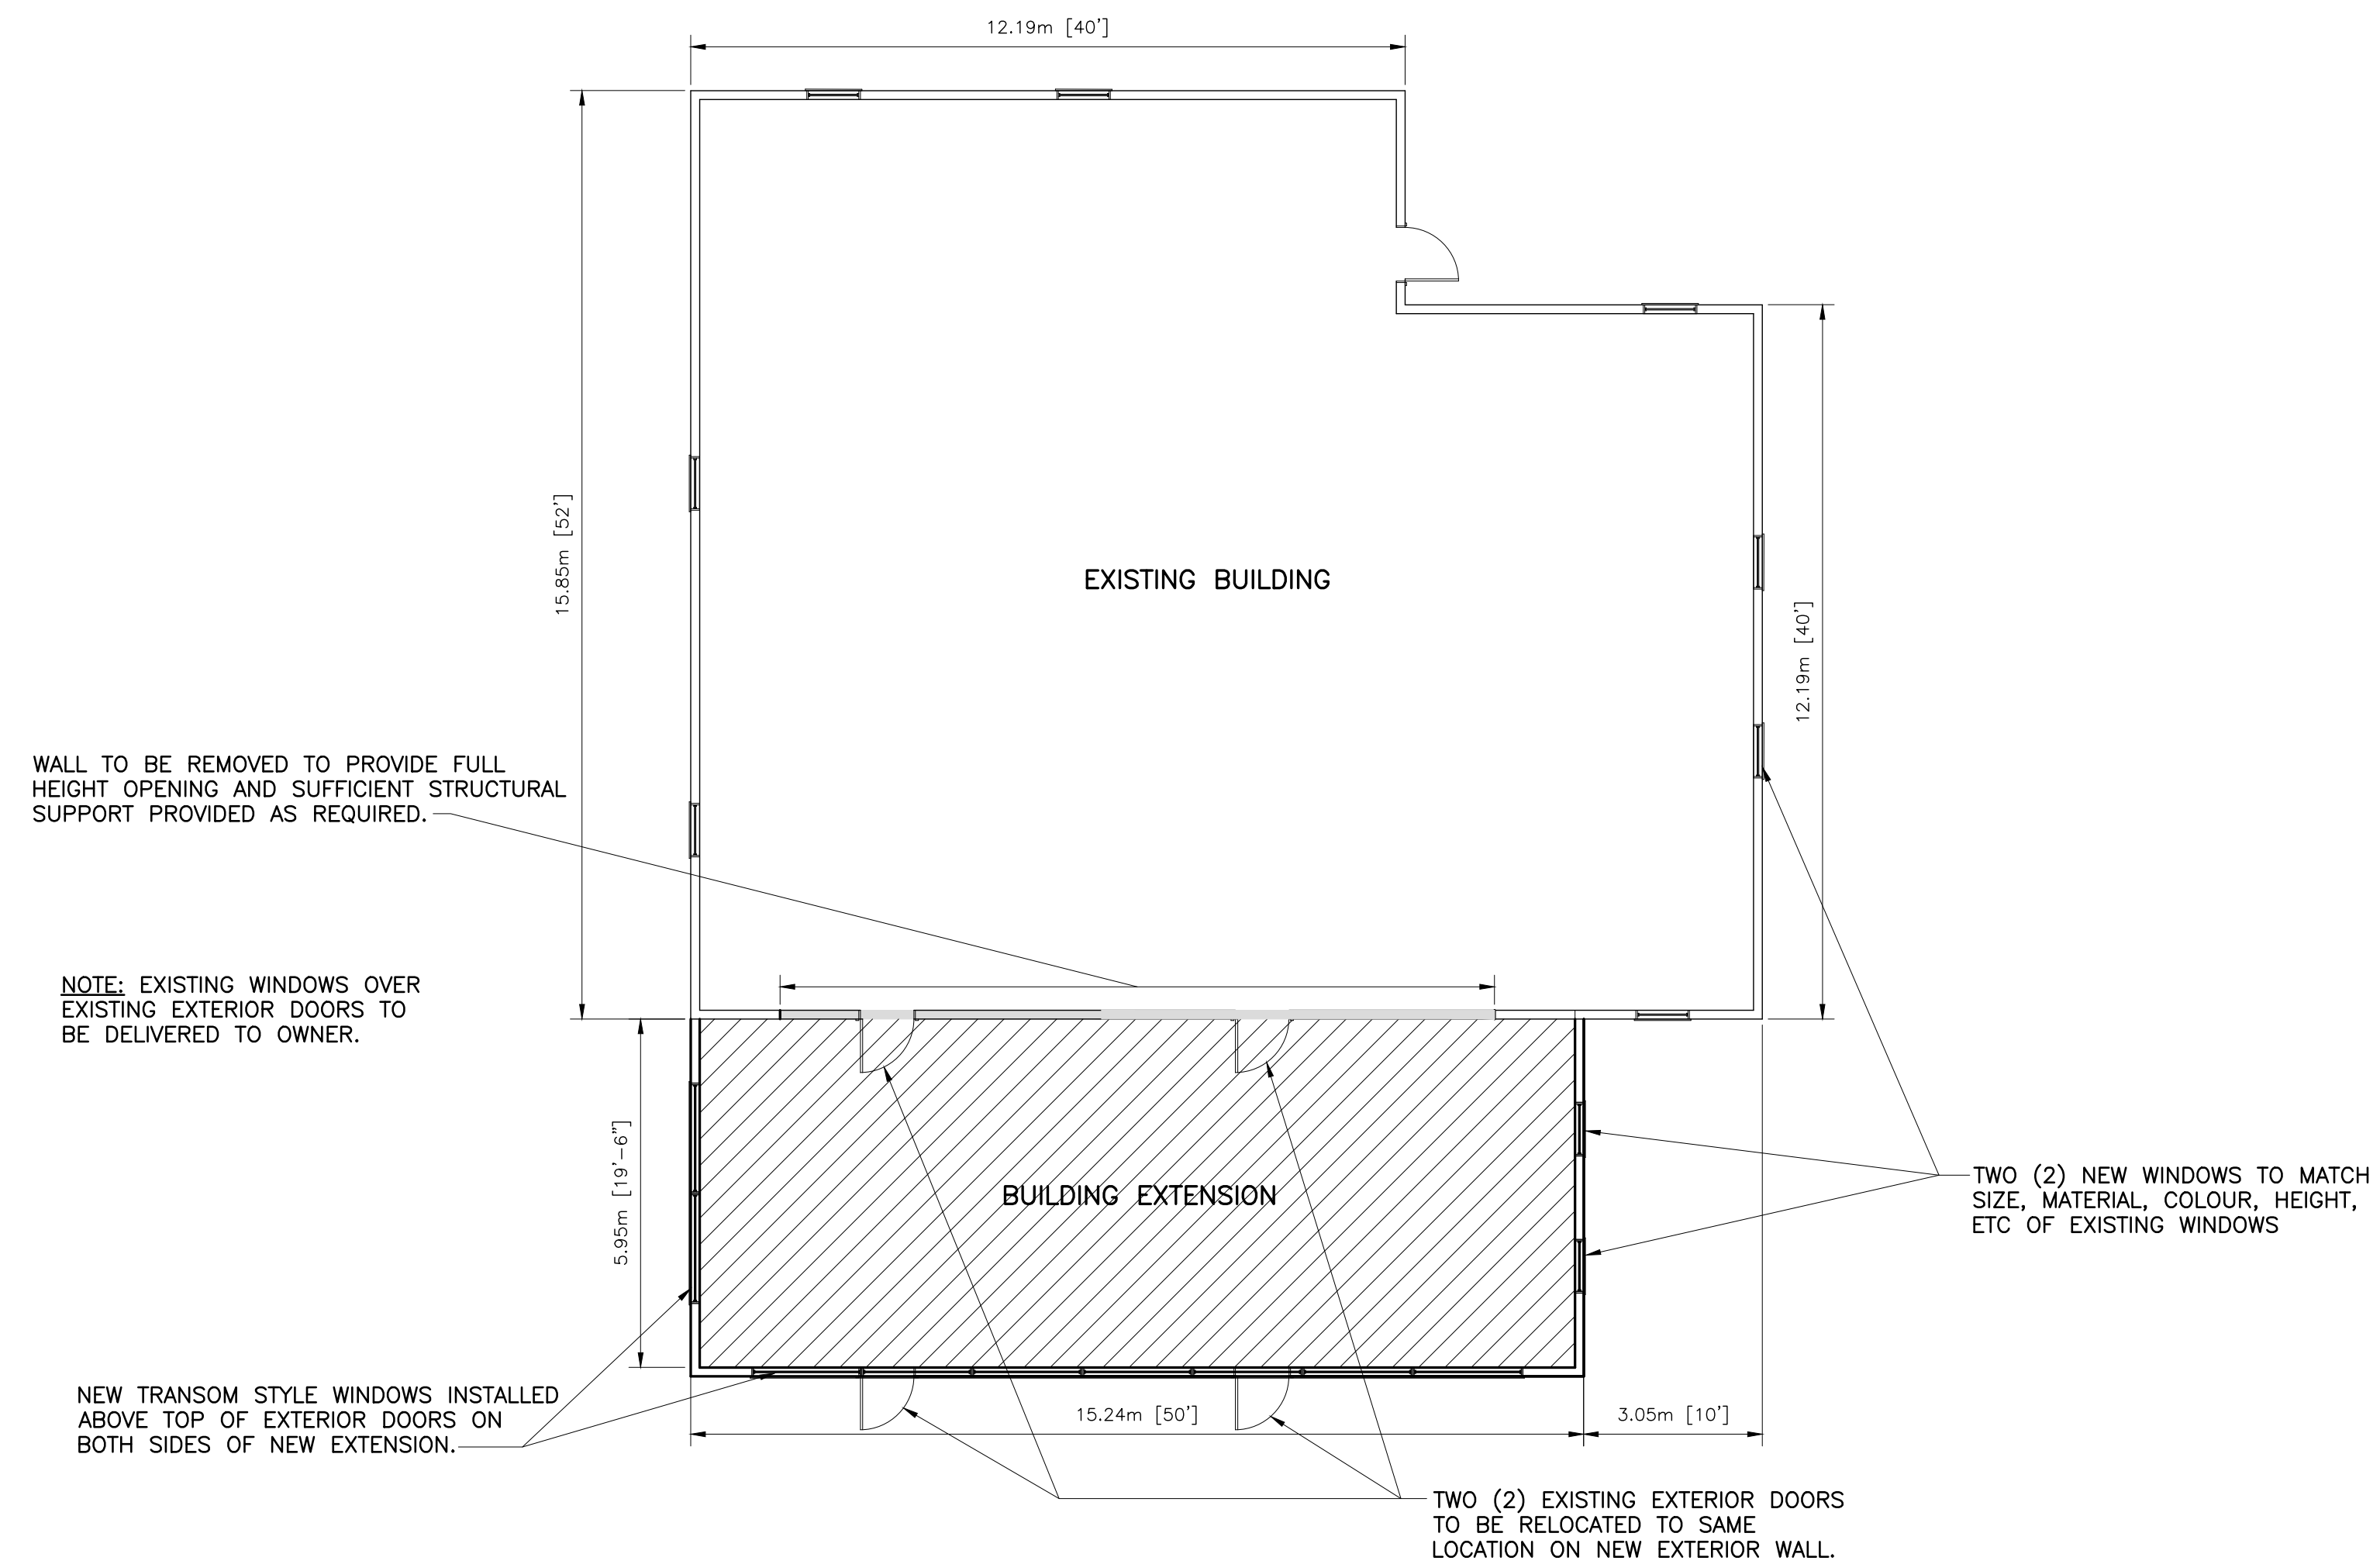 12.19m [40']
15.85m [52']
EXISTING BUILDING
12.19m [40']
WALL TO BE REMOVED TO PROVIDE FULL
HEIGHT OPENING AND SUFFICIENT STRUCTURAL
SUPPORT PROVIDED AS REQUIRED.
NOTE: EXISTING WINDOWS OVER
EXISTING EXTERIOR DOORS TO
BE DELIVERED TO OWNER.
5.95m [19'-6"]
BUILDING EXTENSION
TWO (2) NEW WINDOWS TO MATCH
SIZE, MATERIAL, COLOUR, HEIGHT,
ETC OF EXISTING WINDOWS
NEW TRANSOM STYLE WINDOWS INSTALLED
ABOVE TOP OF EXTERIOR DOORS ON
BOTH SIDES OF NEW EXTENSION.
15.24m [50']
3.05m [10']
TWO (2) EXISTING EXTERIOR DOORS
TO BE RELOCATED TO SAME
LOCATION ON NEW EXTERIOR WALL.